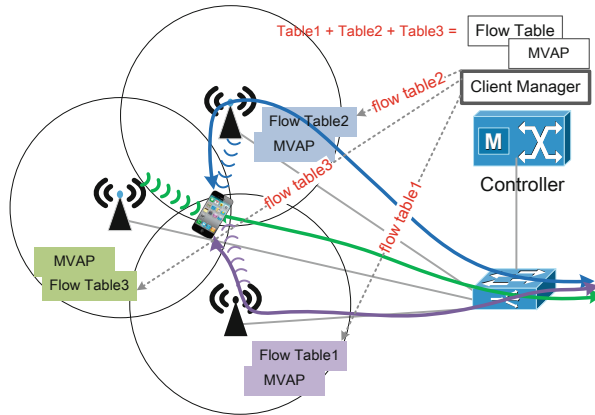 Table1 + Table2 + Table3 =
Flow Table
MVAP
Client Manager
flow table2
Flow Table2
MVAP
M
Controller
flow table3
flow table1
MVAP
Flow Table3
Flow Table1
MVAP